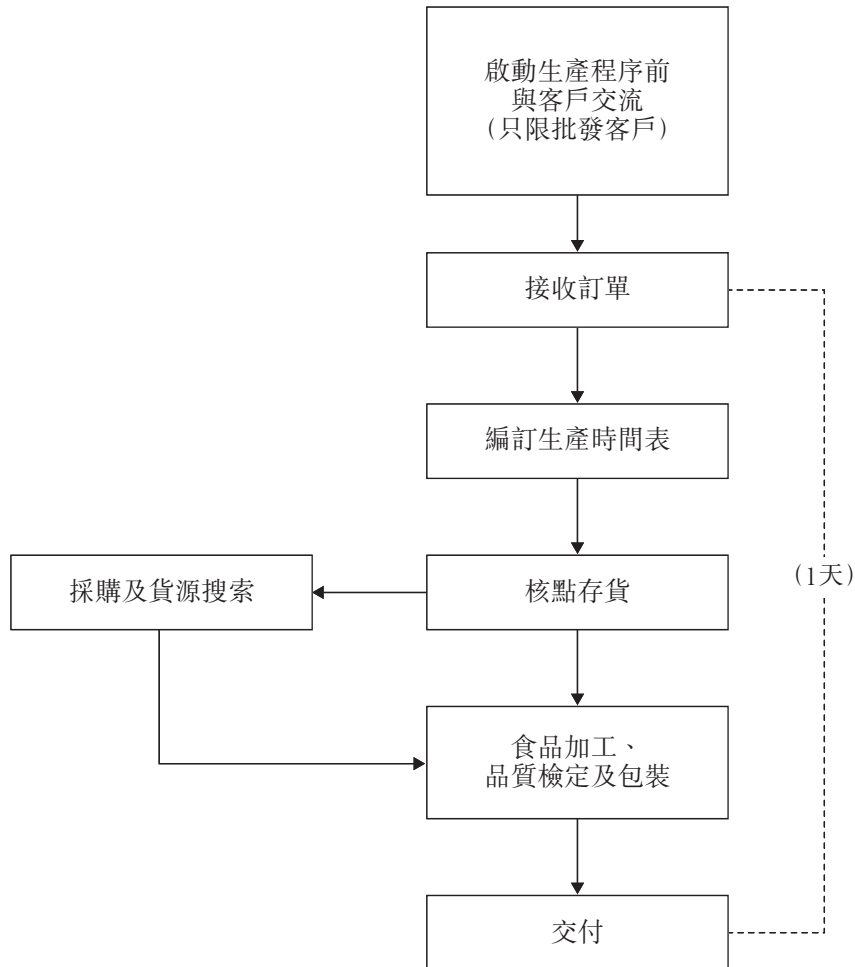 啟動生產程序前
與客戶交流
(只限批發客戶)
接收訂單
編訂生產時間表
(1天)
採購及貨源搜索
核點存貨
食品加工、
品質檢定及包裝
交付